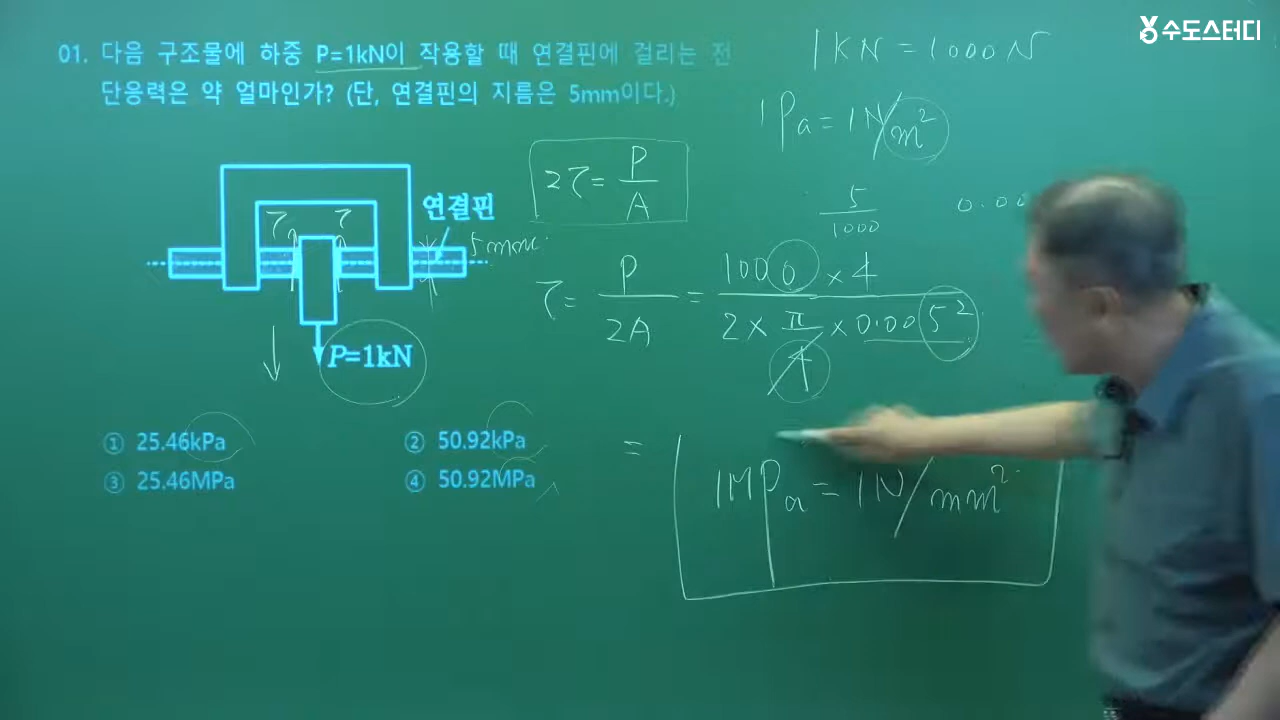 수도스터디
01. 다음 구조물에 하중 P=1kN이 작용할 때 연결핀에 걸리는 전
단응력은 약 얼마인가? (단, 연결핀의 지름은 5mm이다.)
1KN = 1000N
1Pa = 1N/m²
2τ = P/A
5/1000
0.00
연결핀
τ τ
5mm
τ = P/2A = 1000 × 4 / 2 × π/4 × 0.005²
P=1kN
① 25.46kPa ② 50.92kPa
③ 25.46MPa ④ 50.92MPa
=
1MPa = 1N/mm²